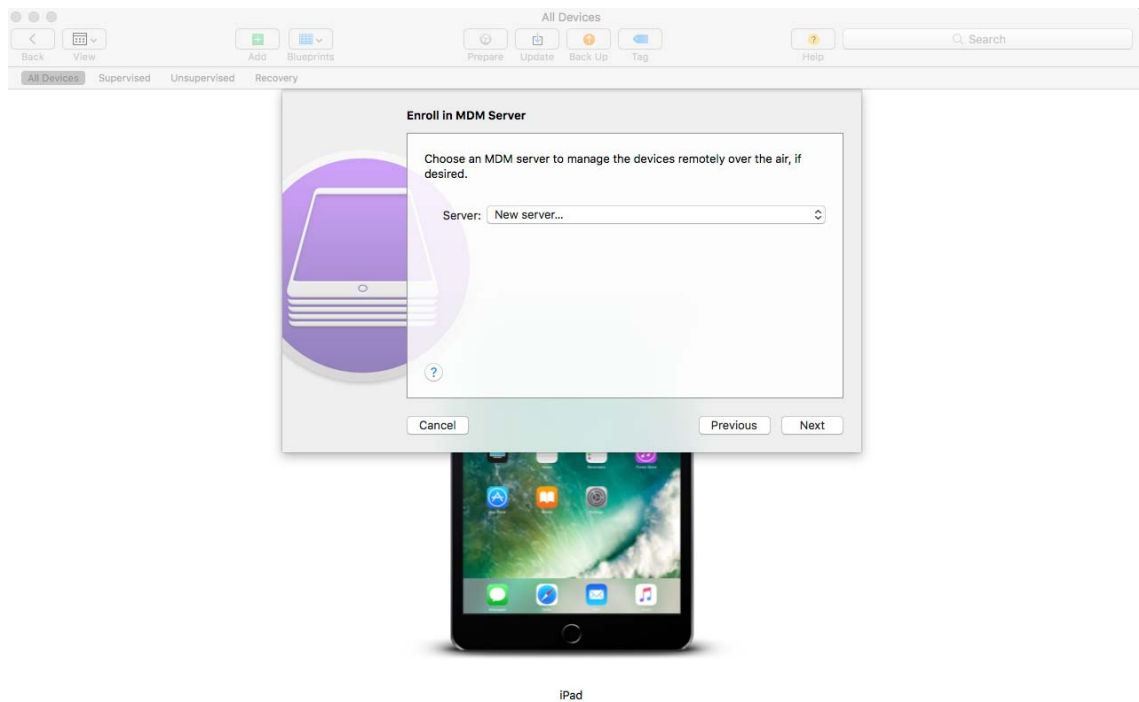 All Devices
Back View Add Blueprints Prepare Update Back Up Tag Help
Search
All Devices Supervised Unsupervised Recovery
Enroll in MDM Server
Choose an MDM server to manage the devices remotely over the air, if
desired.
Server: New server...
?
Cancel Previous Next
iPad